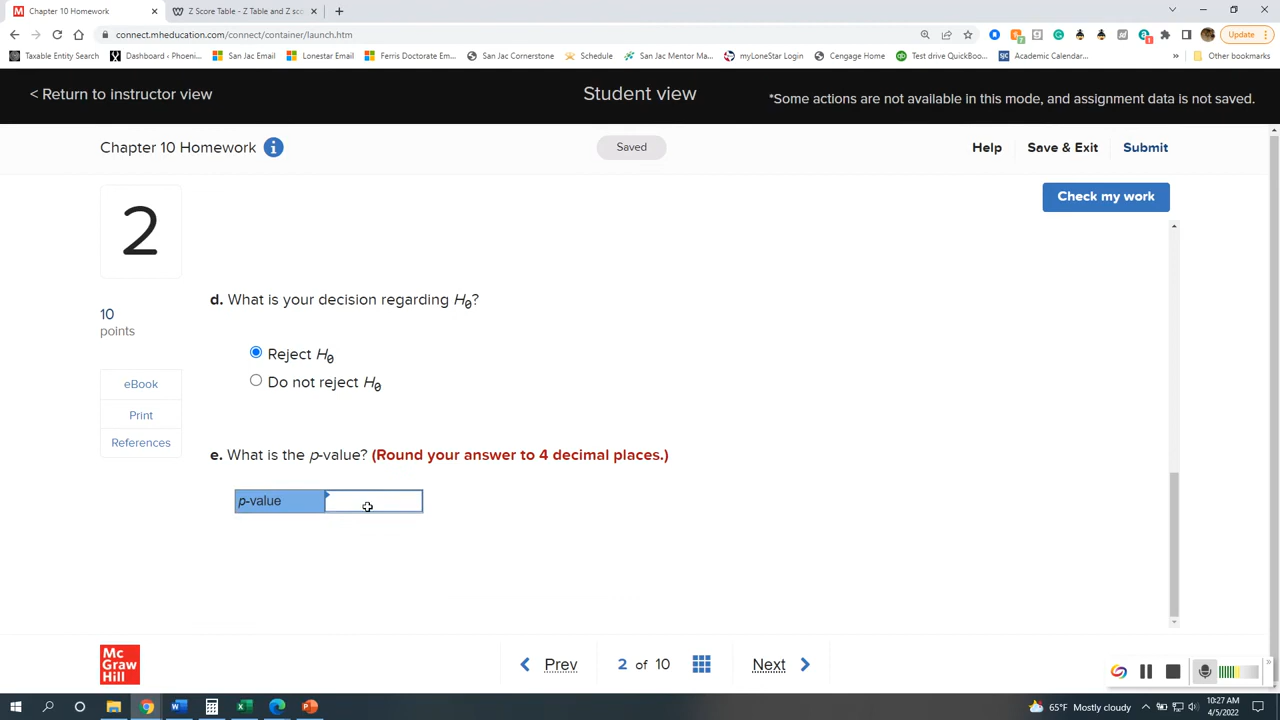 Chapter 10 Homework
Z Score Table - Z Table and Z sco
connect.mheducation.com/connect/container/launch.htm
Update
Taxable Entity Search
Dashboard ‹ Phoeni...
San Jac Email
Lonestar Email
Ferris Doctorate Em...
San Jac Cornerstone
Schedule
San Jac Mentor Ma...
myLoneStar Login
Cengage Home
Test drive QuickBoo...
Academic Calendar...
»
Other bookmarks
< Return to instructor view
Student view
*Some actions are not available in this mode, and assignment data is not saved.
Chapter 10 Homework
Saved
Help
Save & Exit
Submit
Check my work
2
10
points
eBook
Print
References
d. What is your decision regarding H0?
Reject H0
Do not reject H0
e. What is the p-value? (Round your answer to 4 decimal places.)
p-value
Mc
Graw
Hill
Prev
2 of 10
Next
65°F Mostly cloudy
10:27 AM
4/5/2022